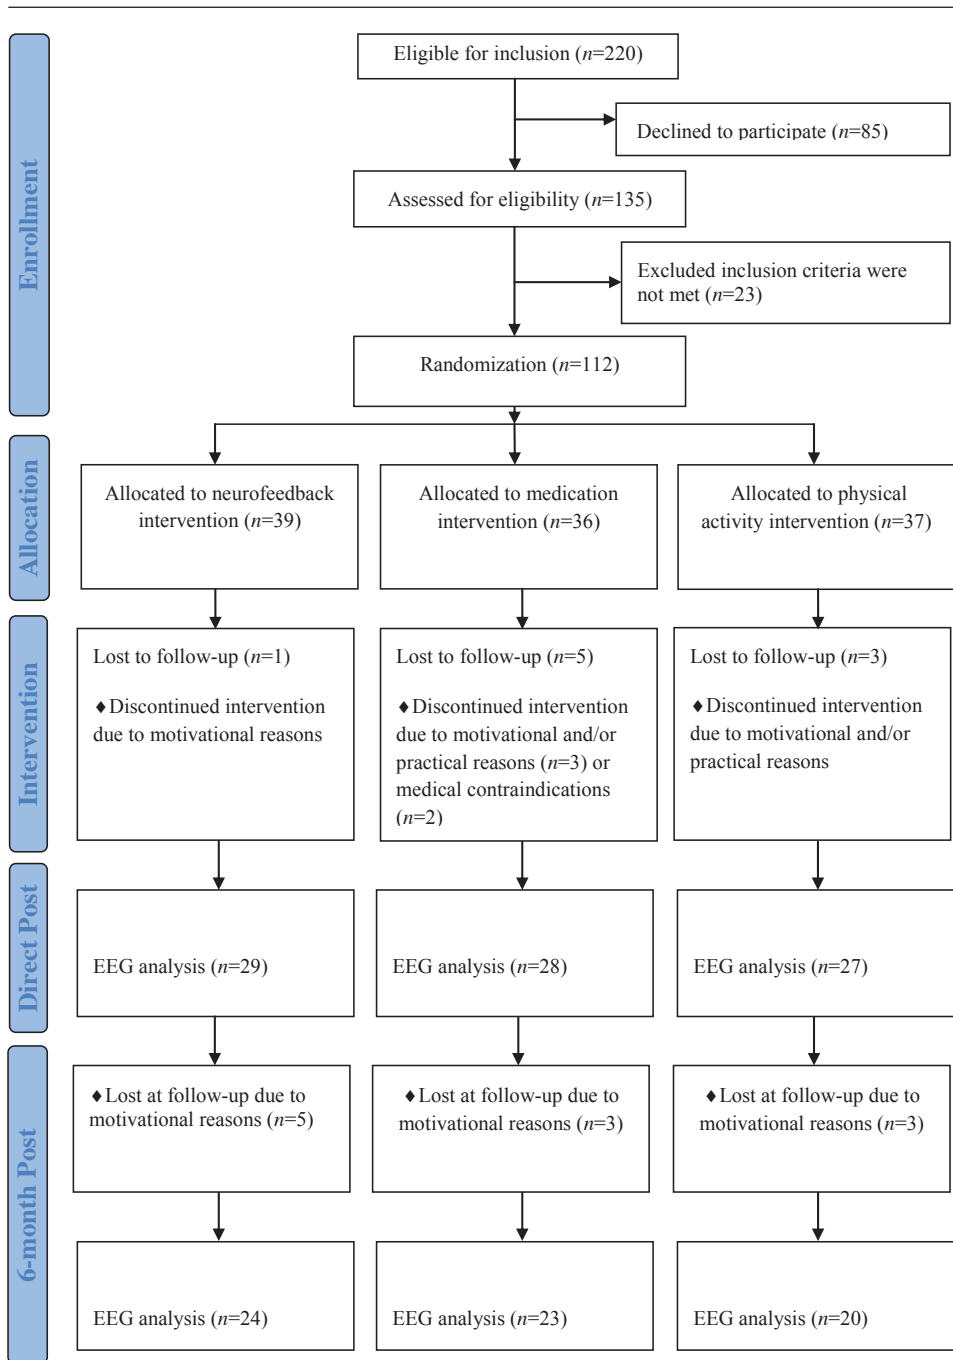 Enrollment
Eligible for inclusion (n=220)
Declined to participate (n=85)
Assessed for eligibility (n=135)
Excluded inclusion criteria were
not met (n=23)
Randomization (n=112)
Allocation
Allocated to neurofeedback
intervention (n=39)
Allocated to medication
intervention (n=36)
Allocated to physical
activity intervention (n=37)
Intervention
Lost to follow-up (n=1)
♦Discontinued intervention
due to motivational reasons
Lost to follow-up (n=5)
♦Discontinued intervention
due to motivational and/or
practical reasons (n=3) or
medical contraindications
(n=2)
Lost to follow-up (n=3)
♦Discontinued intervention
due to motivational and/or
practical reasons
Direct Post
EEG analysis (n=29)
EEG analysis (n=28)
EEG analysis (n=27)
6-month Post
♦Lost at follow-up due to
motivational reasons (n=5)
♦Lost at follow-up due to
motivational reasons (n=3)
♦Lost at follow-up due to
motivational reasons (n=3)
EEG analysis (n=24)
EEG analysis (n=23)
EEG analysis (n=20)